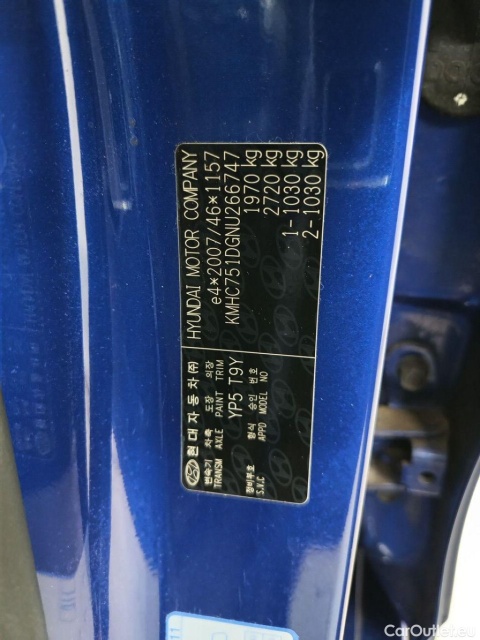 HYUNDAI MOTOR COMPANY
e4*2007/46*1157
KMHC751DGNU266747
1970 kg
2720 kg
1-1030 kg
2-1030 kg
현대자동차(주)
변속기 차축 도장 의장
TRANSM AXLE PAINT TRIM
YP5 T9Y
형식 승인 번호
APPD MODEL NO
정비부호
S.V.C
11
CarOutlet.eu